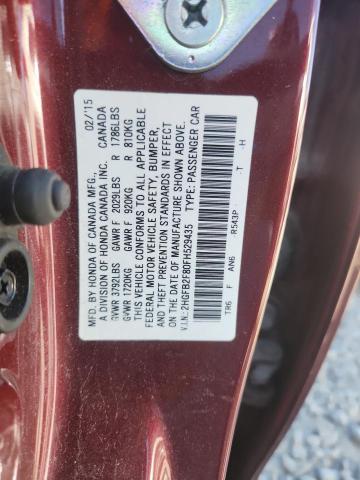 MFD. BY HONDA OF CANADA MFG., 02/15
A DIVISION OF HONDA CANADA INC. CANADA
GVWR 3792LBS GAWR F 2029LBS R 1786LBS
GVWR 1720KG GAWR F 920KG R 810KG
THIS VEHICLE CONFORMS TO ALL APPLICABLE
FEDERAL MOTOR VEHICLE SAFETY, BUMPER,
AND THEFT PREVENTION STANDARDS IN EFFECT
ON THE DATE OF MANUFACTURE SHOWN ABOVE.
V.I.N.:2HGFB2F80FH529435 TYPE: PASSENGER CAR
TR6 F AN6 R543P -T -H